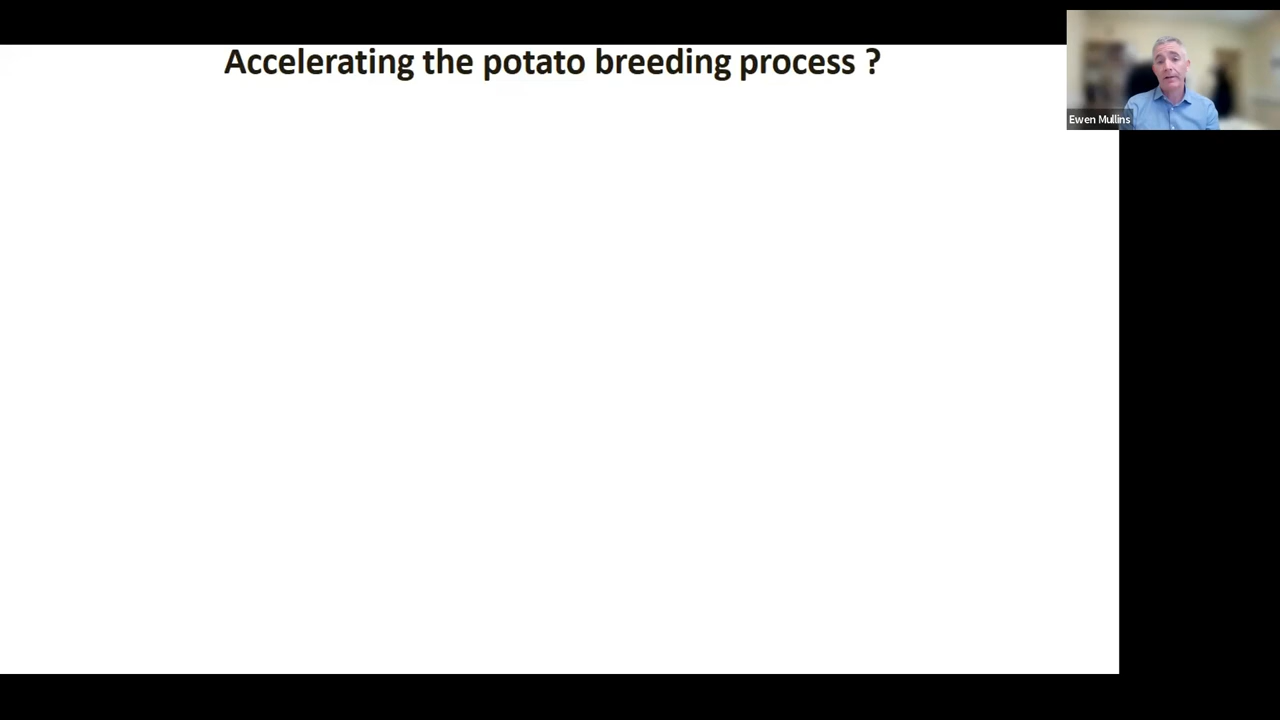 Accelerating the potato breeding process ?
Ewen Mullins